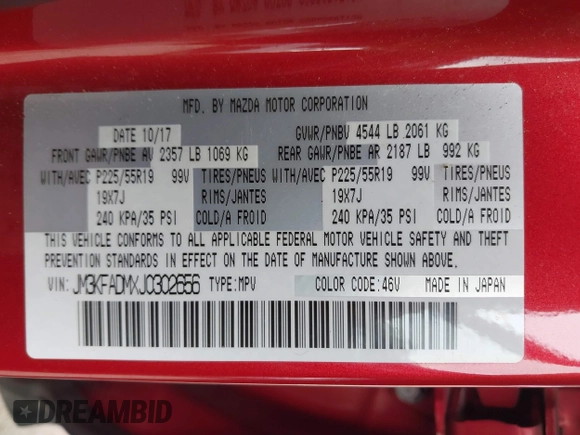 MFD. BY MAZDA MOTOR CORPORATION
DATE 10/17 GVWR/PNBV 4544 LB 2061 KG
FRONT GAWR/PNBE AV 2357 LB 1069 KG REAR GAWR/PNBE AR 2187 LB 992 KG
WITH/AVEC P225/55R19 99V TIRES/PNEUS WITH/AVEC P225/55R19 99V TIRES/PNEUS
19X7J RIMS/JANTES 19X7J RIMS/JANTES
240 KPA/35 PSI COLD/A FROID 240 KPA/35 PSI COLD/A FROID
THIS VEHICLE CONFORMS TO ALL APPLICABLE FEDERAL MOTOR VEHICLE SAFETY AND THEFT
PREVENTION STANDARDS IN EFFECT ON THE DATE OF MANUFACTURE SHOWN ABOVE.
VIN: JM3KFADMXJ0302656 TYPE:MPV COLOR CODE:46V MADE IN JAPAN
DREAMBID